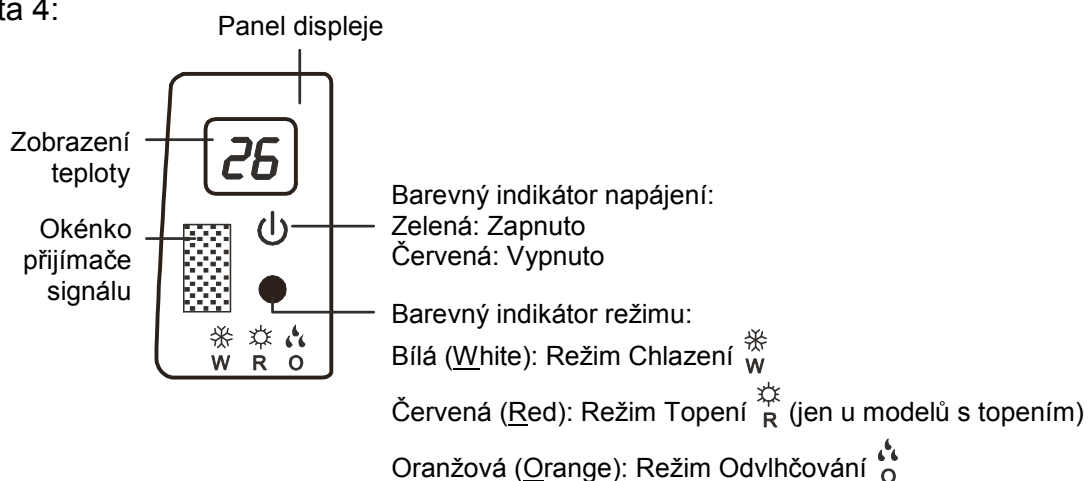 ta 4:
Panel displeje
Zobrazení
teploty
26
Okénko
přijímače
signálu
W R O
Barevný indikátor napájení:
Zelená: Zapnuto
Červená: Vypnuto
Barevný indikátor režimu:
Bílá (White): Režim Chlazení W
Červená (Red): Režim Topení R (jen u modelů s topením)
Oranžová (Orange): Režim Odvlhčování O